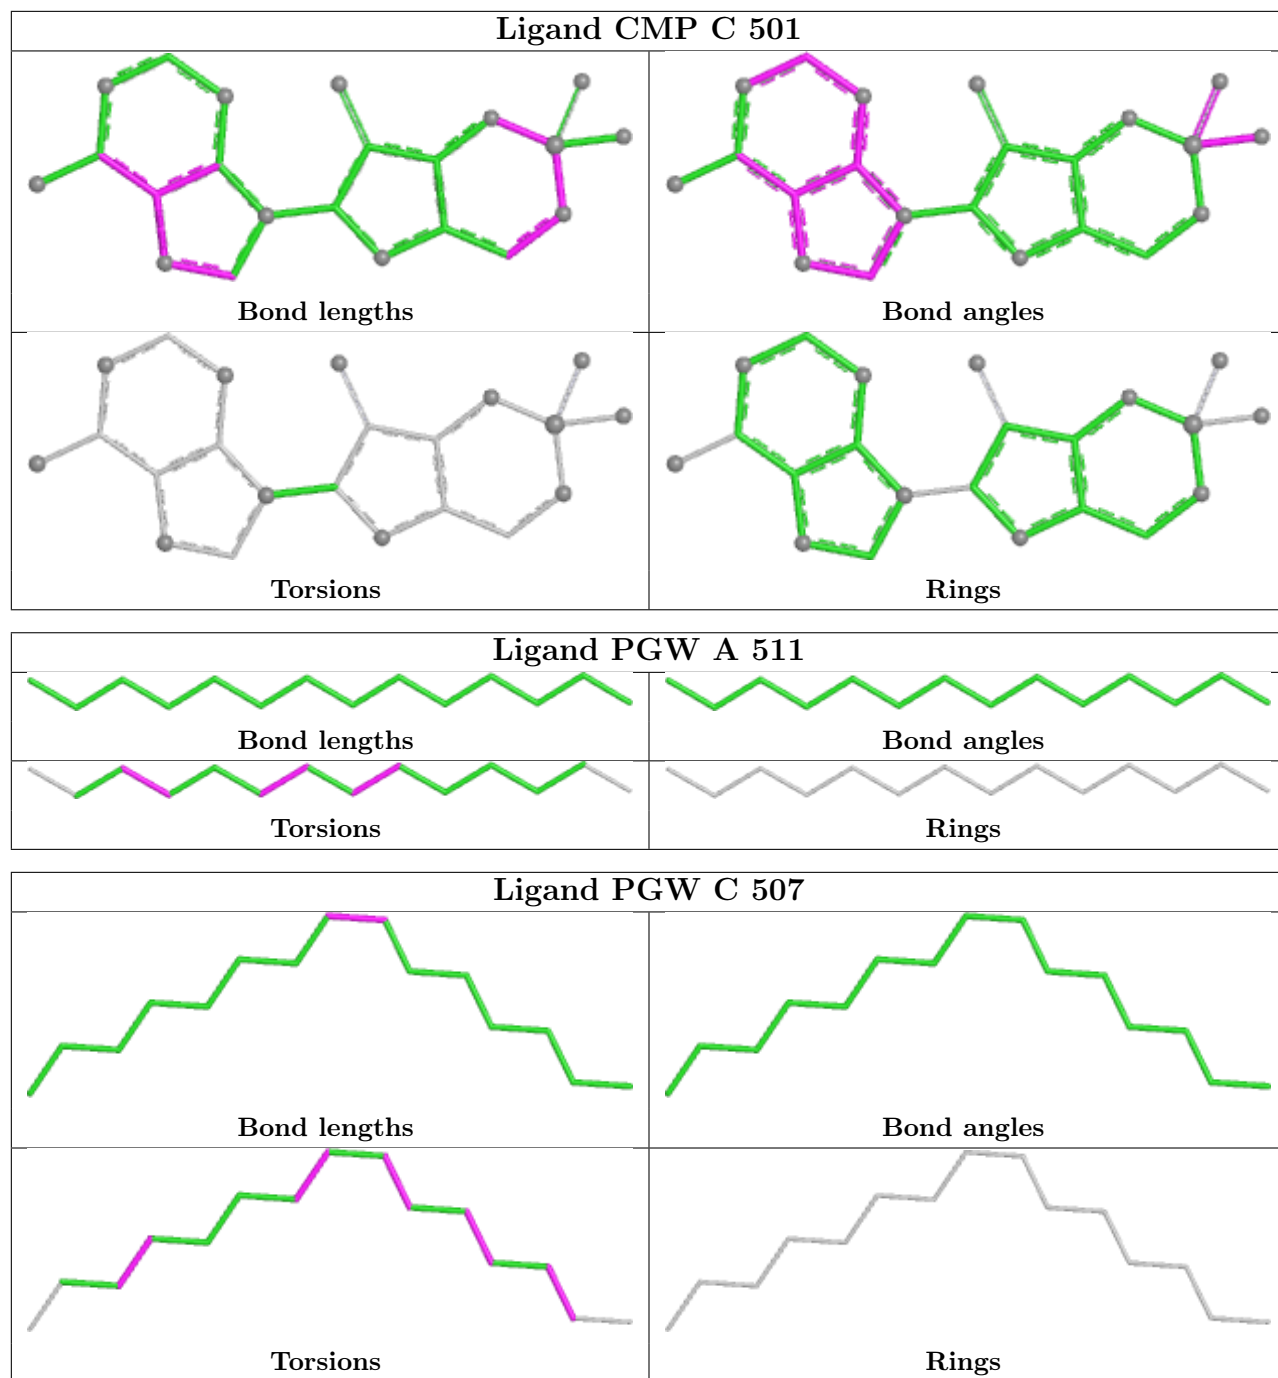 Ligand CMP C 501
Bond lengths
Bond angles
Torsions
Rings
Ligand PGW A 511
Bond lengths
Bond angles
Torsions
Rings
Ligand PGW C 507
Bond lengths
Bond angles
Torsions
Rings